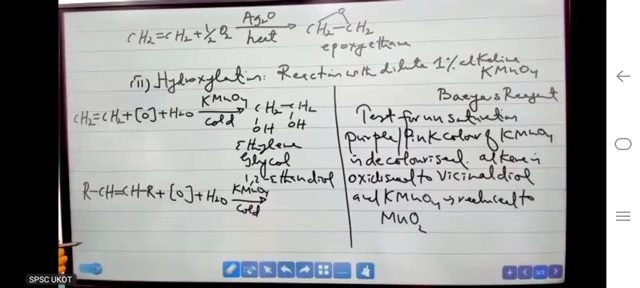 CH₂=CH₂ + ½ O₂ Ag₂O heat → O CH₂—CH₂
epoxyethane
(ii) Hydroxylation: Reaction with dilute 1% alkaline
KMnO₄
Baeyer's Reagent
CH₂=CH₂ + [O] + H₂O KMnO₄ Cold → CH₂—CH₂
OH OH
Ethylene
Glycol
1,2-Ethandiol
R—CH=CH—R + [O] + H₂O KMnO₄ Cold →
Test for unsaturation
Purple/Pink colour of KMnO₄
is decolourised. alkene is
oxidised to Vicinal diol
and KMnO₄ is reduced to
MnO₂
SPSC UKDT